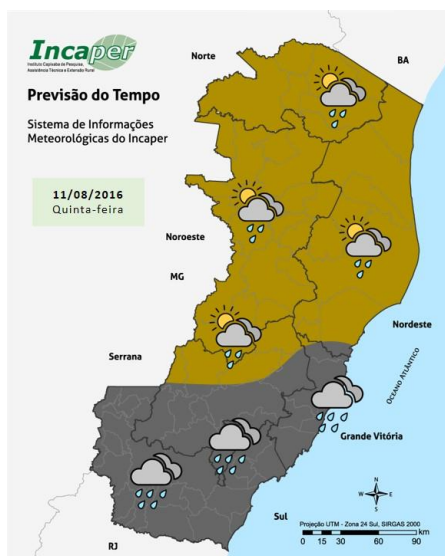 Incaper
Instituto Capixaba de Pesquisa,
Assistência Técnica e Extensão Rural
Previsão do Tempo
Sistema de Informações
Meteorológicas do Incaper
11/08/2016
Quinta-feira
Norte
BA
Noroeste
MG
Nordeste
Serrana
OCEANO ATLÂNTICO
Grande Vitória
N
W
E
S
Sul
Projeção UTM - Zona 24 Sul, SIRGAS 2000
0 15 30 60 90
km
RJ